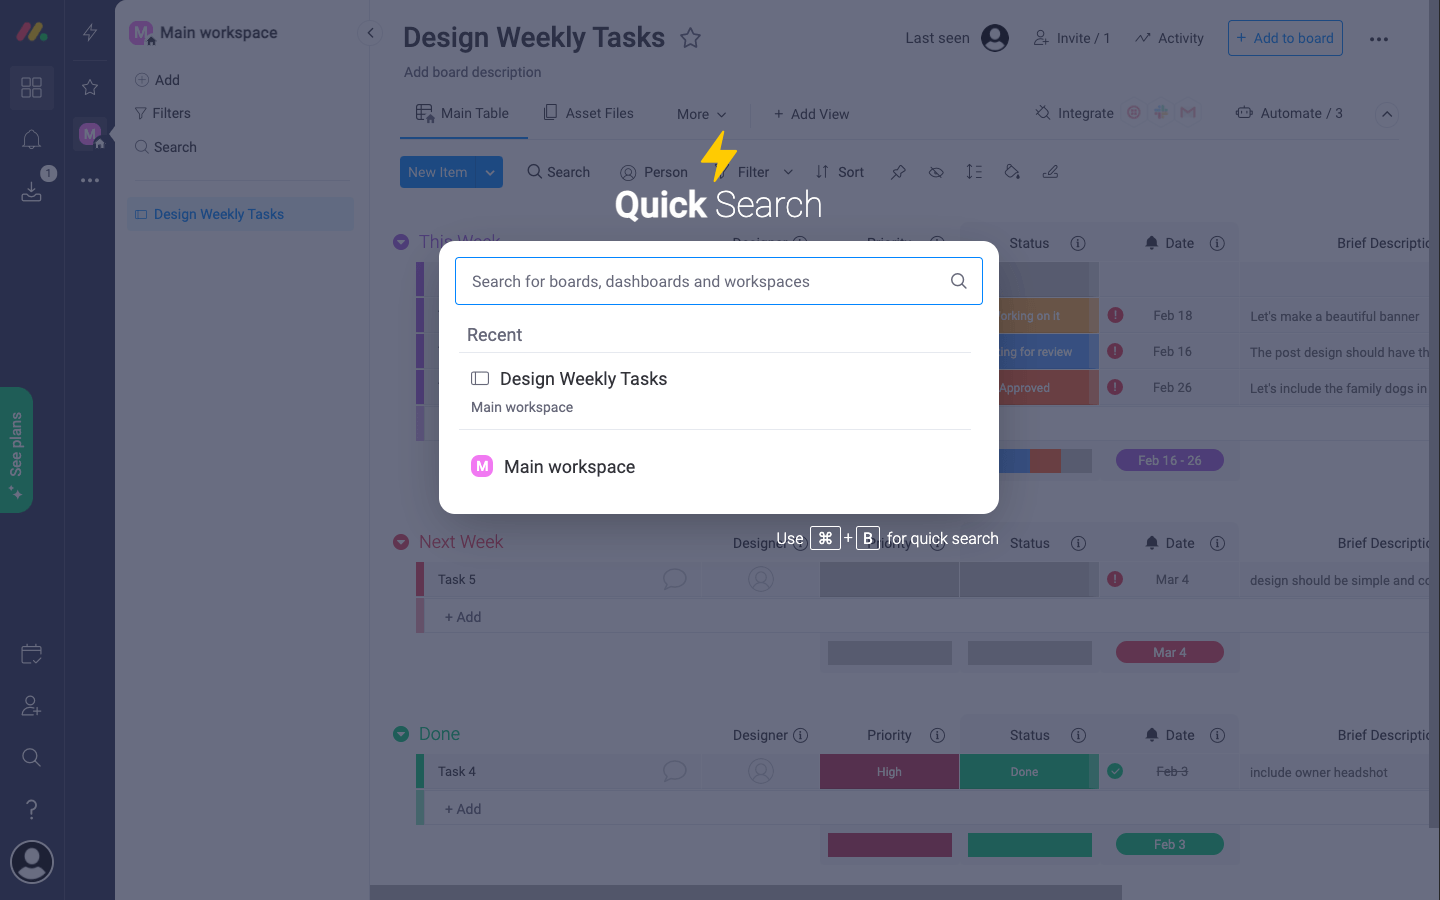 M Main workspace
Add
Filters
Search
Design Weekly Tasks
1
M
See plans
Design Weekly Tasks
Add board description
Last seen
Invite / 1
Activity
+ Add to board
Main Table
Asset Files
More
+ Add View
Integrate
Automate / 3
New Item
Search
Person
Filter
Sort
Quick Search
This Week
Status
Date
Brief Descriptio
Search for boards, dashboards and workspaces
Recent
Design Weekly Tasks
Main workspace
M Main workspace
Use ⌘ + B for quick search
orking on it
Feb 18
Let's make a beautiful banner
ing for review
Feb 16
The post design should have th
Approved
Feb 26
Let's include the family dogs in
Feb 16 - 26
Next Week
Designer
Priority
Status
Date
Brief Descriptio
Task 5
Mar 4
design should be simple and co
+ Add
Mar 4
Done
Designer
Priority
Status
Date
Brief Descriptio
Task 4
High
Done
Feb 3
include owner headshot
+ Add
Feb 3
?